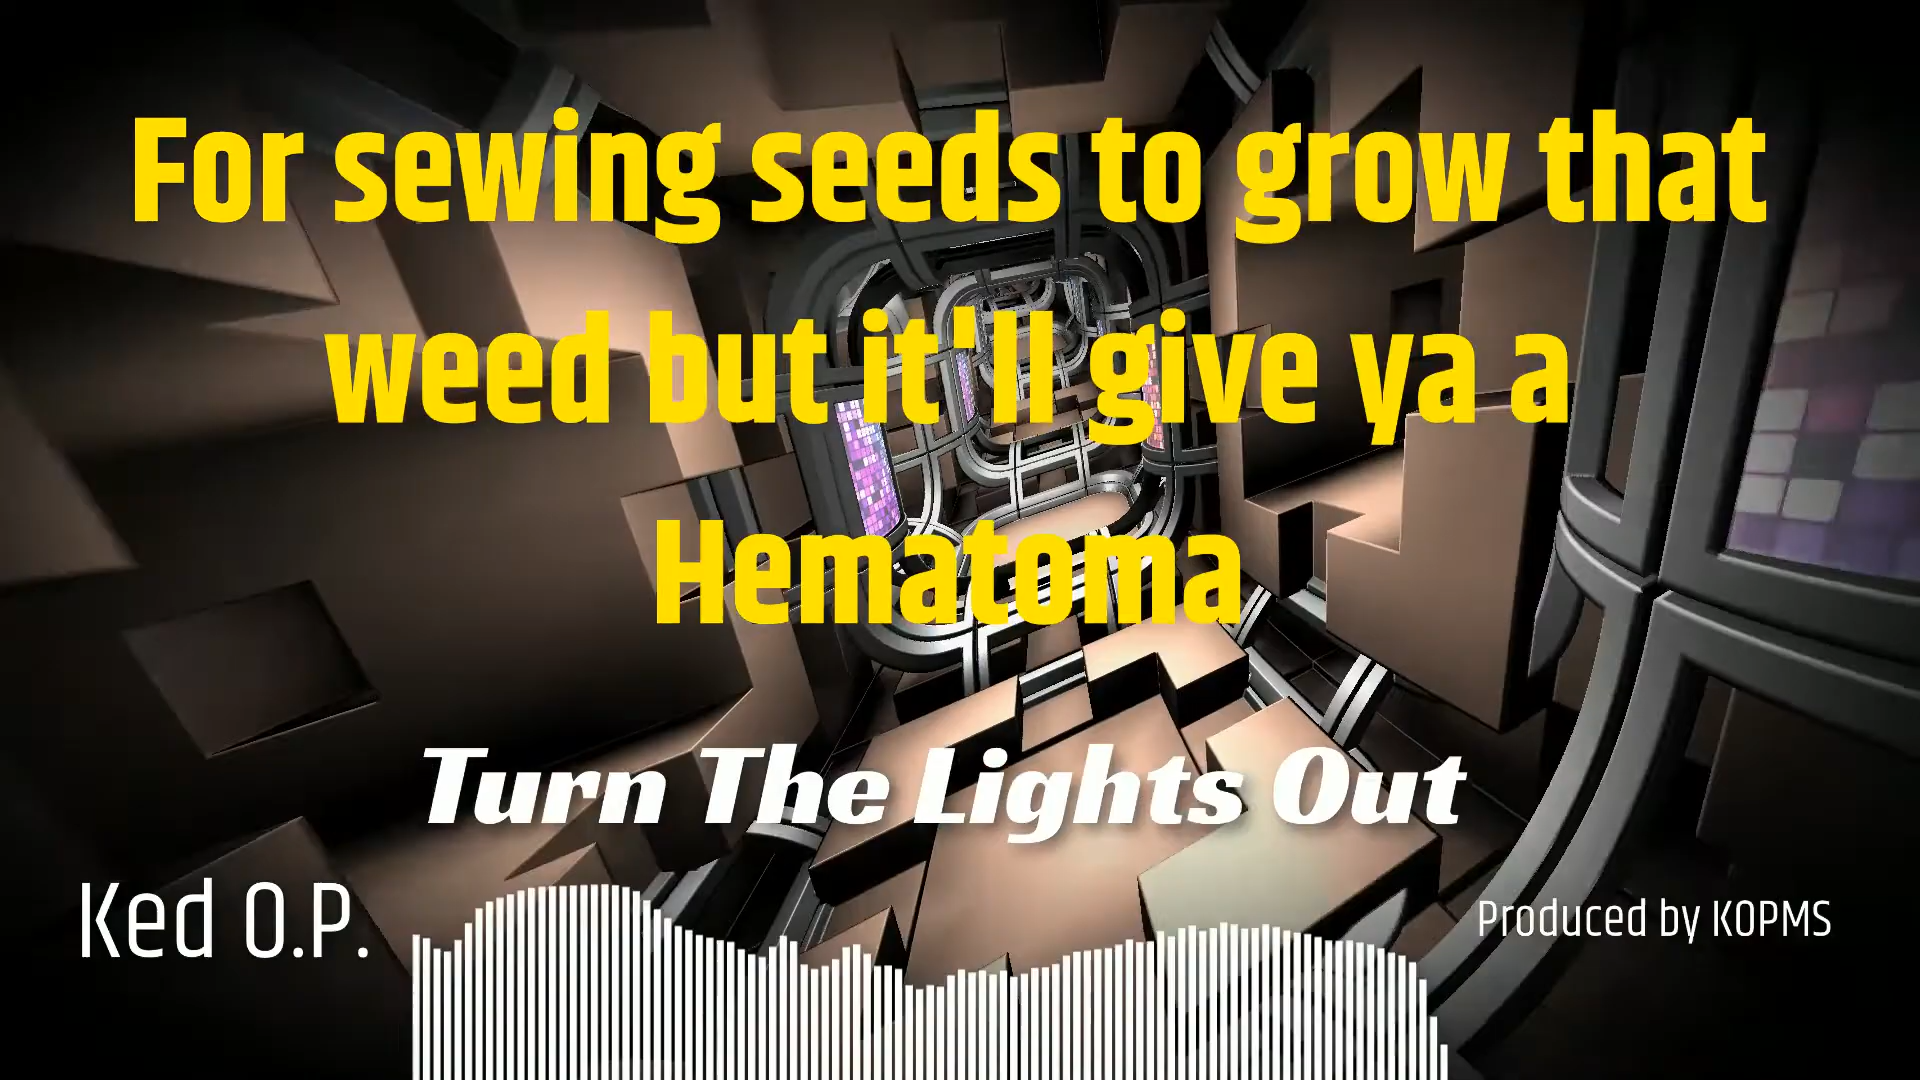 For sewing seeds to grow that
weed but it'll give ya a
Hematoma
Turn The Lights Out
Ked O.P.
Produced by KOPMS